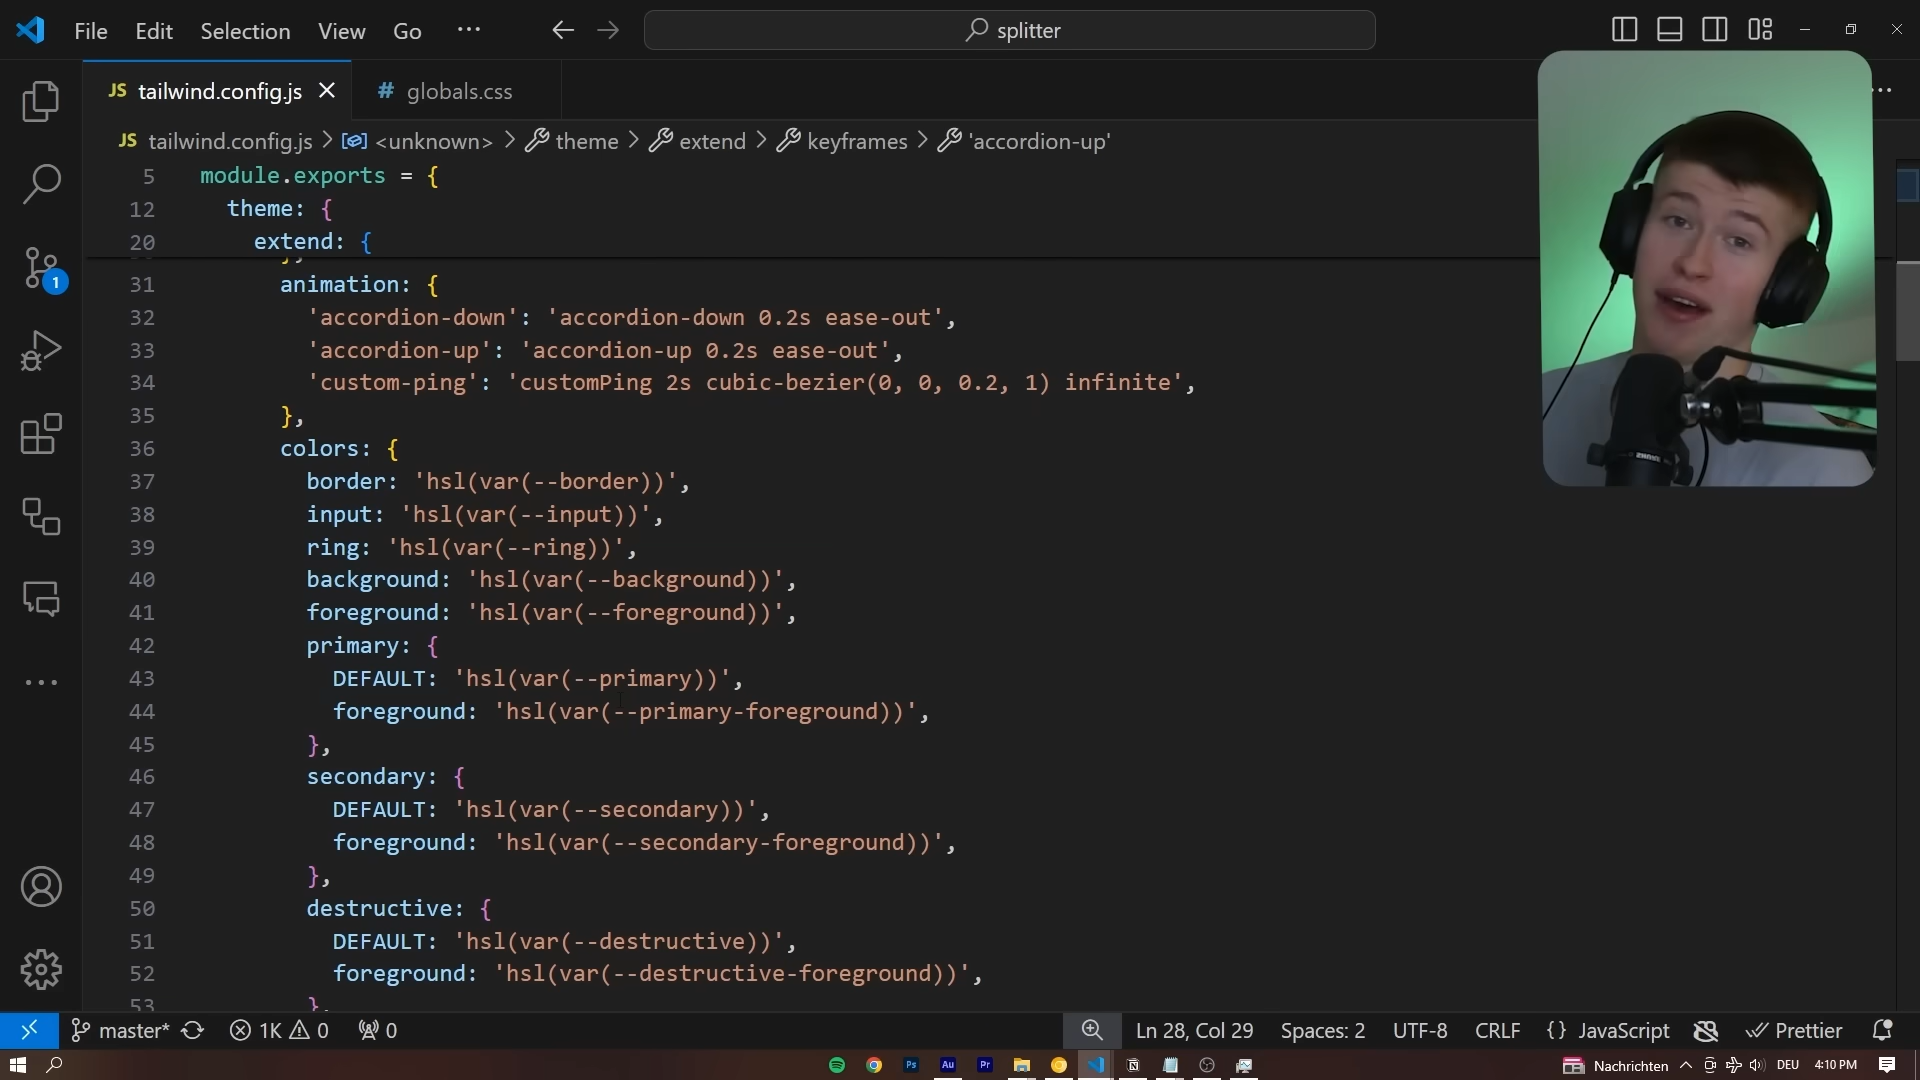 File Edit Selection View Go ···
splitter
JS tailwind.config.js
# globals.css
JS tailwind.config.js > <unknown> > theme > extend > keyframes > 'accordion-up'
5 module.exports = {
12 theme: {
20 extend: {
31 animation: {
32 'accordion-down': 'accordion-down 0.2s ease-out',
33 'accordion-up': 'accordion-up 0.2s ease-out',
34 'custom-ping': 'customPing 2s cubic-bezier(0, 0, 0.2, 1) infinite',
35 },
36 colors: {
37 border: 'hsl(var(--border))',
38 input: 'hsl(var(--input))',
39 ring: 'hsl(var(--ring))',
40 background: 'hsl(var(--background))',
41 foreground: 'hsl(var(--foreground))',
42 primary: {
43 DEFAULT: 'hsl(var(--primary))',
44 foreground: 'hsl(var(--primary-foreground))',
45 },
46 secondary: {
47 DEFAULT: 'hsl(var(--secondary))',
48 foreground: 'hsl(var(--secondary-foreground))',
49 },
50 destructive: {
51 DEFAULT: 'hsl(var(--destructive))',
52 foreground: 'hsl(var(--destructive-foreground))',
53 },
1
master* 1K 0 0 Ln 28, Col 29 Spaces: 2 UTF-8 CRLF {} JavaScript Prettier
Ps Au Pr Nachrichten DEU 4:10 PM